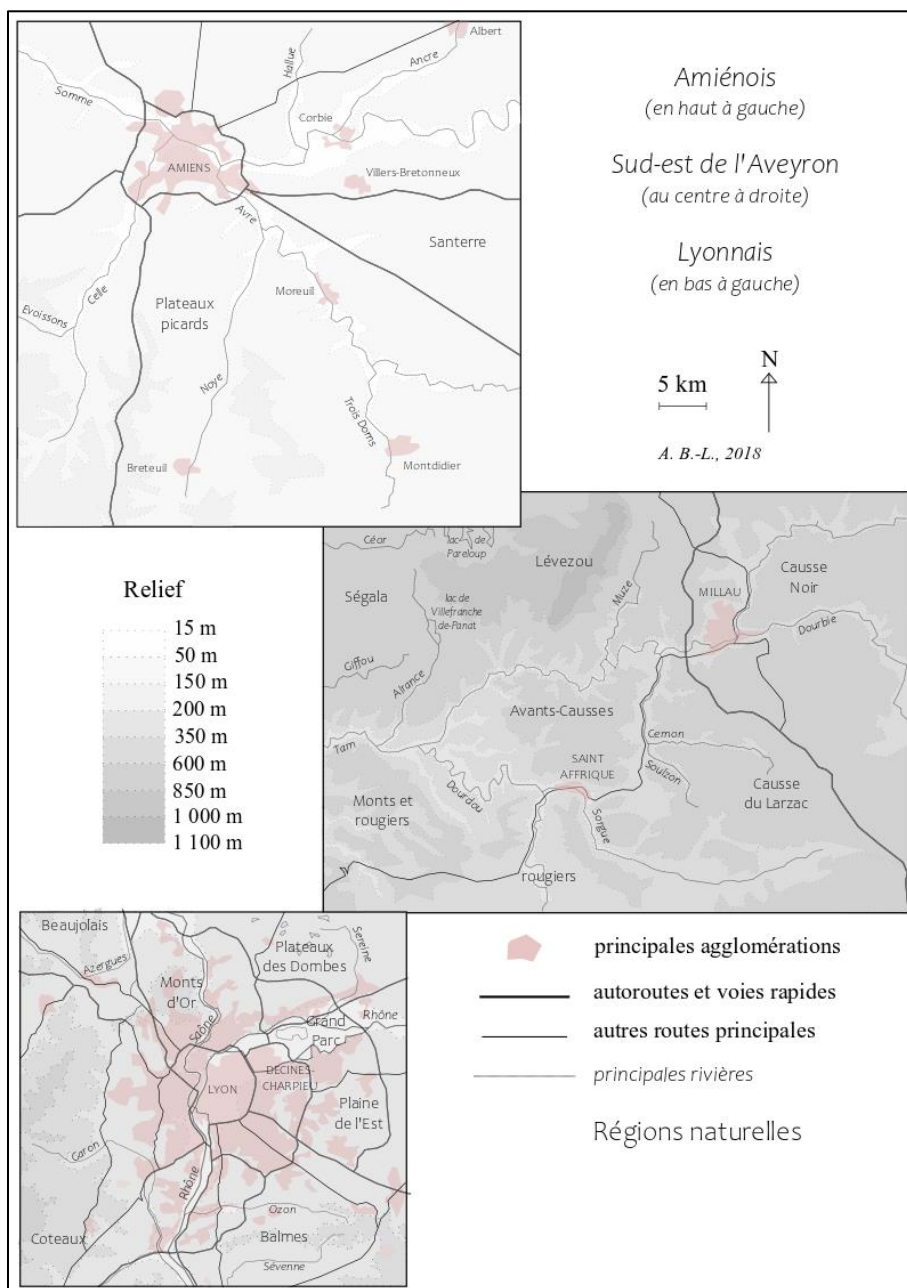 Albert
Hallue
Ancre
Somme
Corbie
AMIENS
Villers-Bretonneux
Avre
Santerre
Moreuil
Celle
Evoissons
Plateaux
picards
Noye
Trois Doms
Breteuil
Montdidier
Amiénois
(en haut à gauche)
Sud-est de l'Aveyron
(au centre à droite)
Lyonnais
(en bas à gauche)
5 km
N
A. B.-L., 2018
Céor
lac de
Pareloup
Lévezou
Causse
Noir
MILLAU
Ségala
lac de
Villefranche
de-Panat
Muze
Dourbie
Giffou
Alrance
Avants-Causses
Tarn
Cernon
SAINT
AFFRIQUE
Soulzon
Dourdou
Causse
du Larzac
Monts et
rougiers
Sorgue
rougiers
Relief
15 m
50 m
150 m
200 m
350 m
600 m
850 m
1 000 m
1 100 m
Beaujolais
Plateaux
des Dombes
Sereine
Azergues
Monts
d'Or
Saône
Rhône
Grand
Parc
LYON
DÉCINES-
CHARPIEU
Plaine
de l'Est
Garon
Rhône
Ozon
Coteaux
Balmes
Sévenne
principales agglomérations
autoroutes et voies rapides
autres routes principales
principales rivières
Régions naturelles